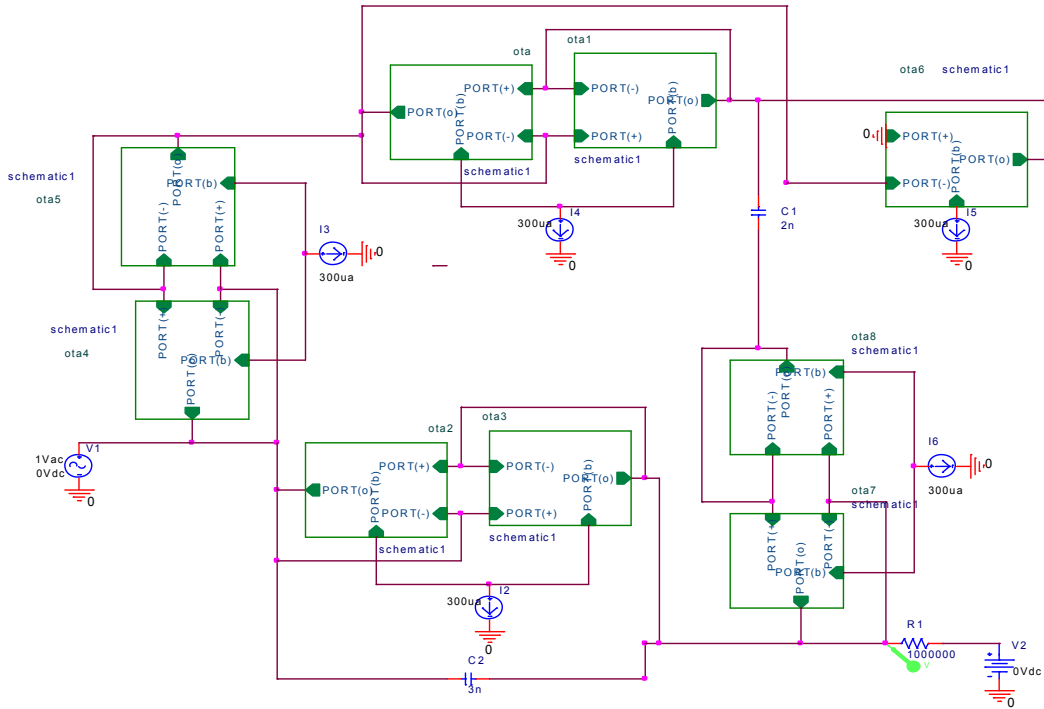 ota
ota1
PORT(+)
PORT(-)
PORT(o)
PORT(b)
PORT(-)
PORT(+)
PORT(o)
PORT(b)
schematic1
schematic1
ota6 schematic1
0
PORT(+)
PORT(-)
PORT(b)
PORT(o)
I5
300ua
0
I4
300ua
0
C1
2n
schematic1
ota5
PORT(o)
PORT(b)
PORT(-)
PORT(+)
I3
0
300ua
schematic1
ota4
PORT(+)
PORT(-)
PORT(b)
PORT(o)
V1
1Vac
0Vdc
0
ota2
ota3
PORT(+)
PORT(-)
PORT(o)
PORT(b)
PORT(-)
PORT(+)
PORT(o)
PORT(b)
schematic1
schematic1
I2
300ua
0
C2
3n
ota8
schematic1
PORT(b)
PORT(o)
PORT(-)
PORT(+)
I6
0
300ua
ota7
schematic1
PORT(+)
PORT(-)
PORT(o)
PORT(b)
R1
1000000
V
V2
0Vdc
0